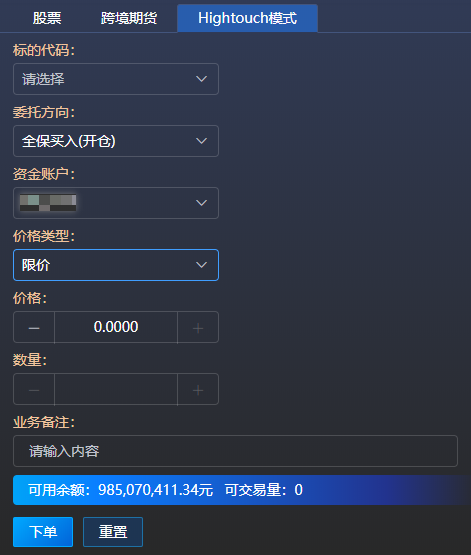 股票 跨境期货 Hightouch模式
标的代码：
请选择
委托方向：
全保买入(开仓)
资金账户：
价格类型：
限价
价格：
− 0.0000 +
数量：
− +
业务备注：
请输入内容
可用余额：985,070,411.34元 可交易量：0
下单 重置